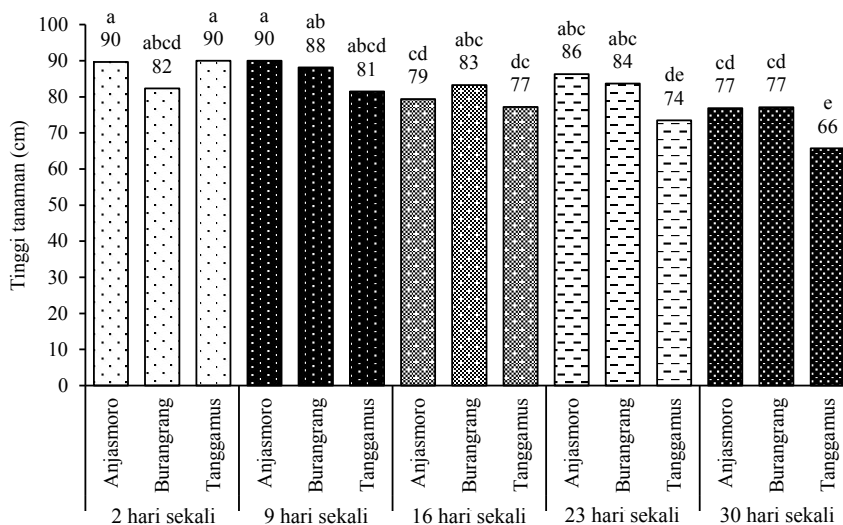 Tinggi tanaman (cm)
100
90
80
70
60
50
40
30
20
10
0
a
90
abcd
82
a
90
a
90
ab
88
abcd
81
cd
79
abc
83
dc
77
abc
86
abc
84
de
74
cd
77
cd
77
e
66
Anjasmoro
Burangrang
Tanggamus
Anjasmoro
Burangrang
Tanggamus
Anjasmoro
Burangrang
Tanggamus
Anjasmoro
Burangrang
Tanggamus
Anjasmoro
Burangrang
Tanggamus
2 hari sekali
9 hari sekali
16 hari sekali
23 hari sekali
30 hari sekali